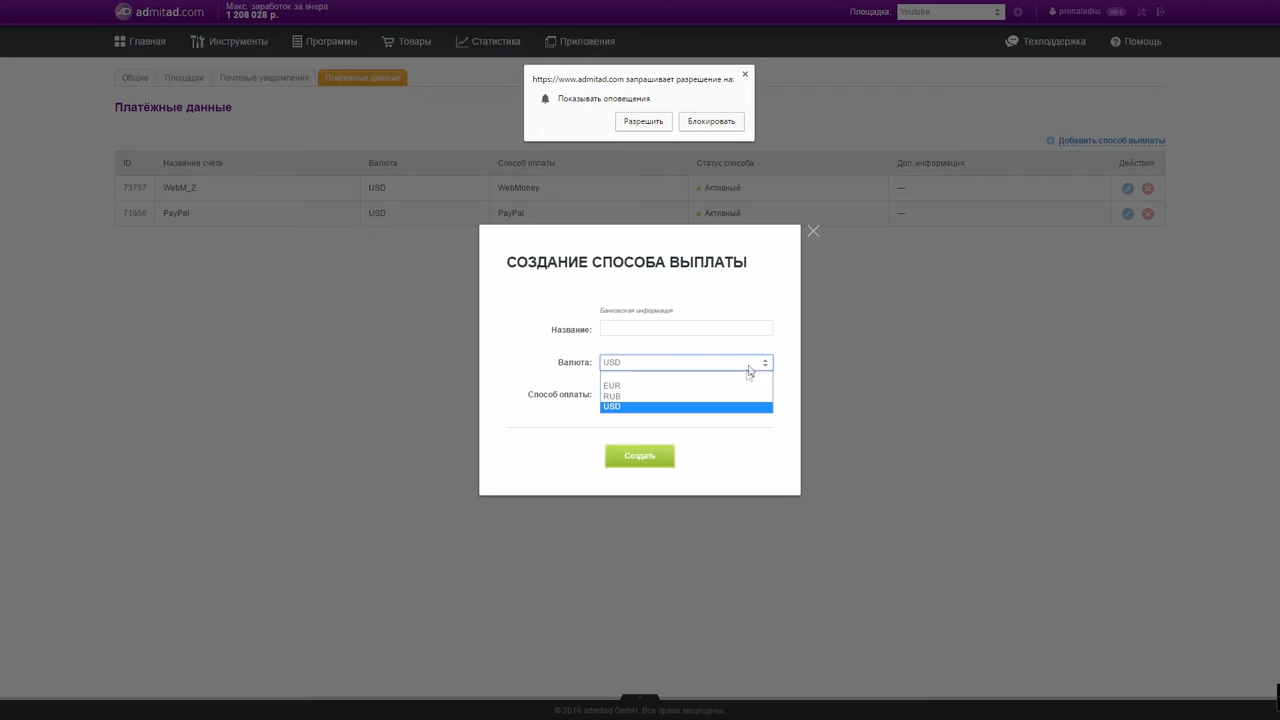 admitad.com
Макс. заработок за вчера
1 208 028 р.
Площадка: Youtube
pronaladku
Главная Инструменты Программы Товары Статистика Приложения Техподдержка Помощь
Общие Площадки Почтовые уведомления Платежные данные
https://www.admitad.com запрашивает разрешение на:
Показывать оповещения
Разрешить Блокировать
Платёжные данные
Добавить способ выплаты
ID Название счёта Валюта Способ оплаты Статус способа Доп. информация Действия
73757 WebM_Z USD WebMoney Активный —
71656 PayPal USD PayPal Активный —
СОЗДАНИЕ СПОСОБА ВЫПЛАТЫ
Банковская информация
Название:
Валюта: USD
EUR
RUB
USD
Способ оплаты:
Создать
© 2016 admitad GmbH. Все права защищены.